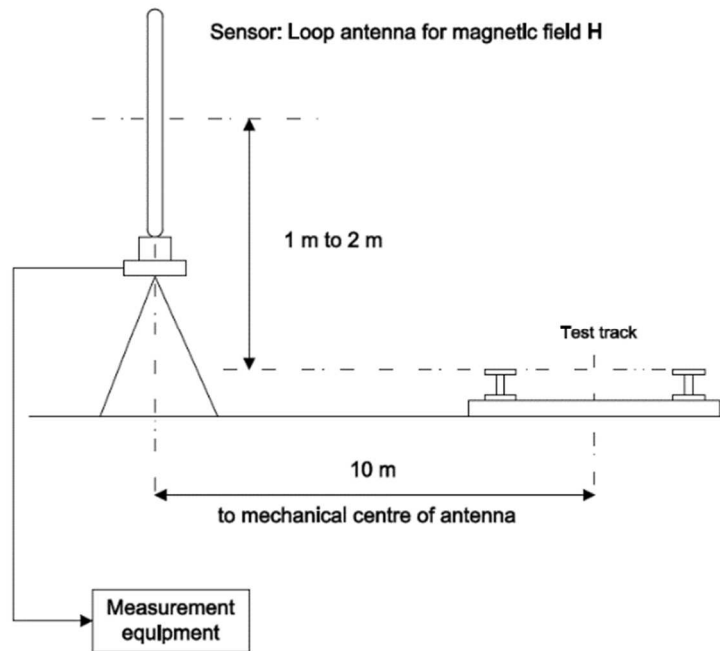 Sensor: Loop antenna for magnetic field H
1 m to 2 m
Test track
10 m
to mechanical centre of antenna
Measurement
equipment